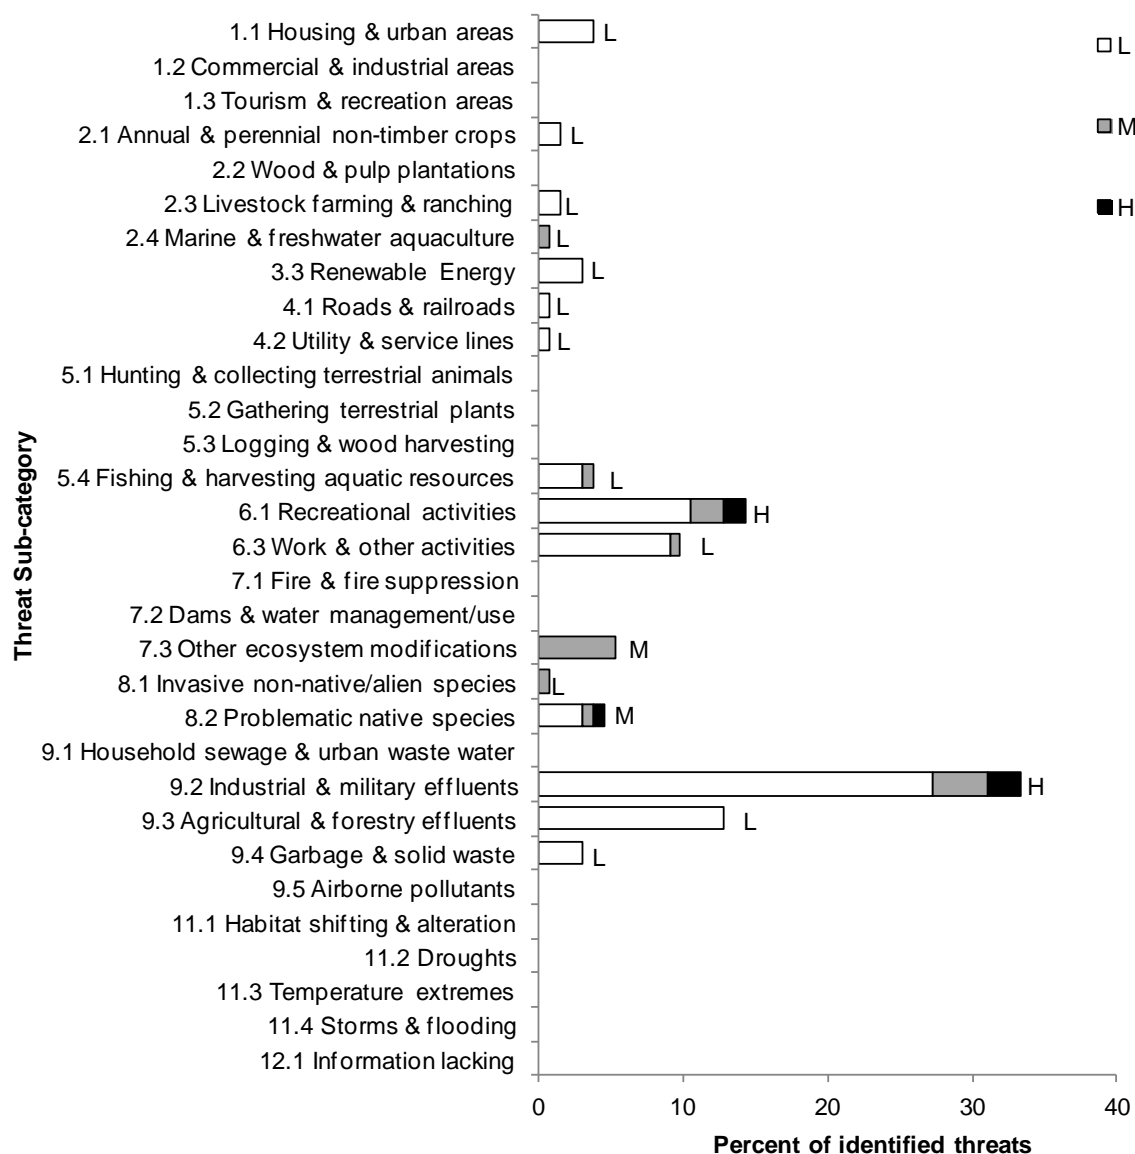 1.1 Housing & urban areas L
1.2 Commercial & industrial areas
1.3 Tourism & recreation areas
2.1 Annual & perennial non-timber crops L
2.2 Wood & pulp plantations
2.3 Livestock farming & ranching L
2.4 Marine & freshwater aquaculture L
3.3 Renewable Energy L
4.1 Roads & railroads L
4.2 Utility & service lines L
5.1 Hunting & collecting terrestrial animals
5.2 Gathering terrestrial plants
5.3 Logging & wood harvesting
5.4 Fishing & harvesting aquatic resources L
6.1 Recreational activities H
6.3 Work & other activities L
7.1 Fire & fire suppression
7.2 Dams & water management/use
7.3 Other ecosystem modifications M
8.1 Invasive non-native/alien species L
8.2 Problematic native species M
9.1 Household sewage & urban waste water
9.2 Industrial & military effluents H
9.3 Agricultural & forestry effluents L
9.4 Garbage & solid waste L
9.5 Airborne pollutants
11.1 Habitat shifting & alteration
11.2 Droughts
11.3 Temperature extremes
11.4 Storms & flooding
12.1 Information lacking
Threat Sub-category
0 10 20 30 40
Percent of identified threats
L
M
H